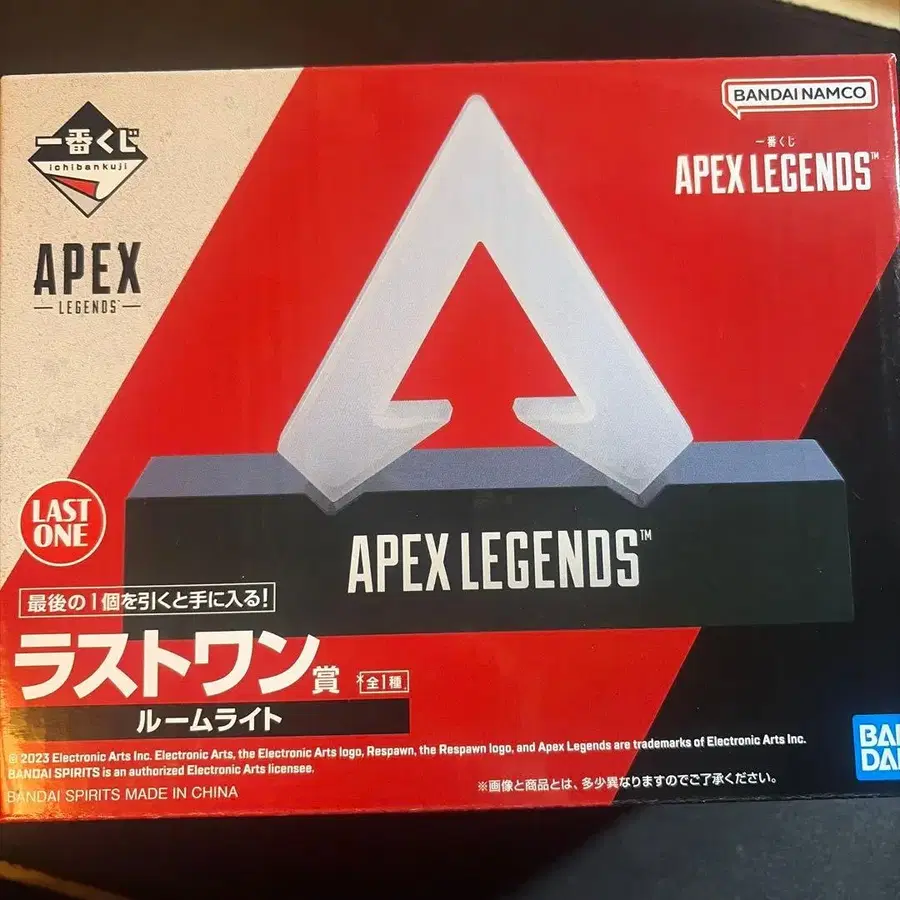 一番くじ
ichibankuji
APEX
LEGENDS
BANDAI NAMCO
一番くじ
APEX LEGENDS™
APEX LEGENDS™
LAST
ONE
最後の1個を引くと手に入る!
ラストワン賞 *全1種
ルームライト
© 2023 Electronic Arts Inc. Electronic Arts, the Electronic Arts logo, Respawn, the Respawn logo, and Apex Legends are trademarks of Electronic Arts Inc.
BANDAI SPIRITS is an authorized Electronic Arts licensee.
BANDAI SPIRITS MADE IN CHINA
※画像と商品とは、多少異なりますのでご了承ください。